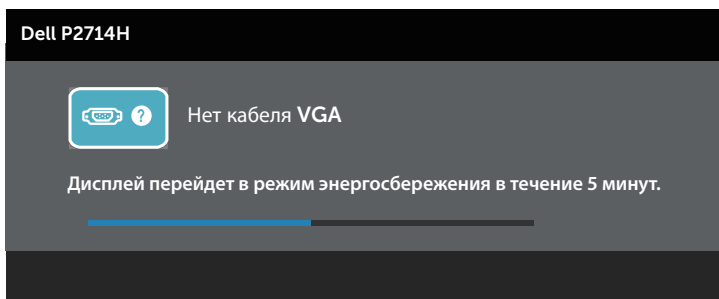 Dell P2714H
?
Нет кабеля VGA
Дисплей перейдет в режим энергосбережения в течение 5 минут.